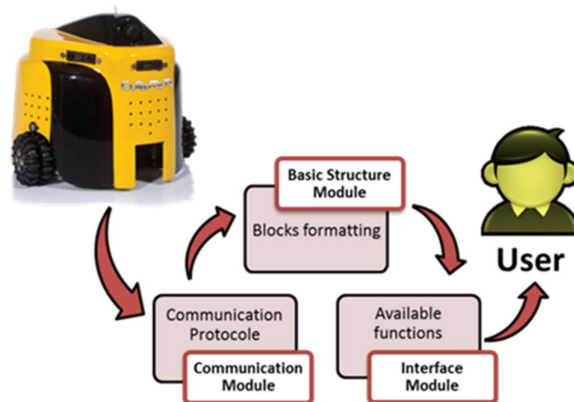 Basic Structure
Module
Blocks formatting
User
Communication
Protocole
Communication
Module
Available
functions
Interface
Module